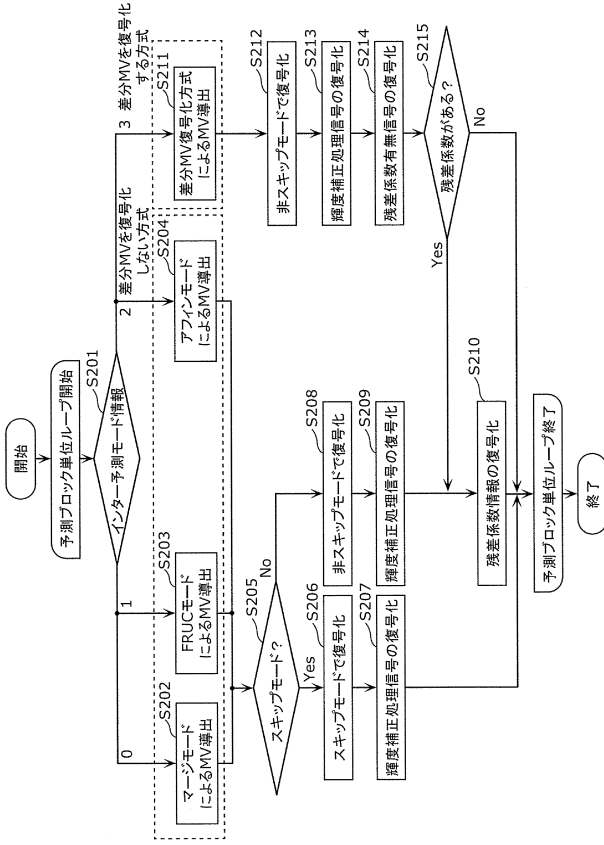 開始
予測ブロック単位ループ開始
S201
インター予測モード情報
0
1
2
3
差分MVを復号化
しない方式
差分MVを復号化
する方式
S202
マージモード
によるMV導出
S203
FRUCモード
によるMV導出
S204
アフィンモード
によるMV導出
S211
差分MV復号化方式
によるMV導出
S205
スキップモード?
Yes
No
S206
スキップモードで復号化
S207
輝度補正処理信号の復号化
S208
非スキップモードで復号化
S209
輝度補正処理信号の復号化
S212
非スキップモードで復号化
S213
輝度補正処理信号の復号化
S214
残差係数有無信号の復号化
S215
残差係数がある?
Yes
No
S210
残差係数情報の復号化
予測ブロック単位ループ終了
終了